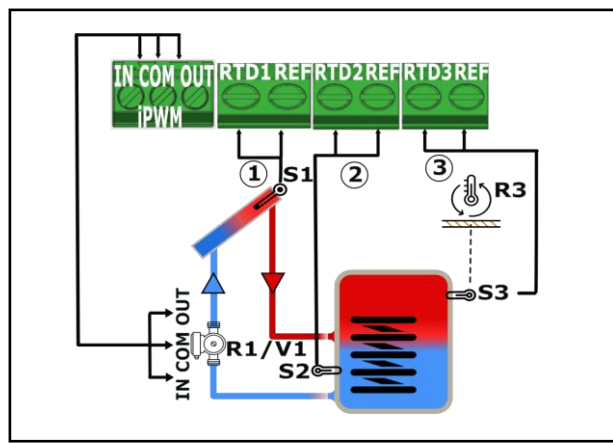 IN COM OUT
iPWM
RTD1 REF
RTD2 REF
RTD3 REF
1
2
3
S1
R3
S3
IN COM OUT
R1/V1
S2